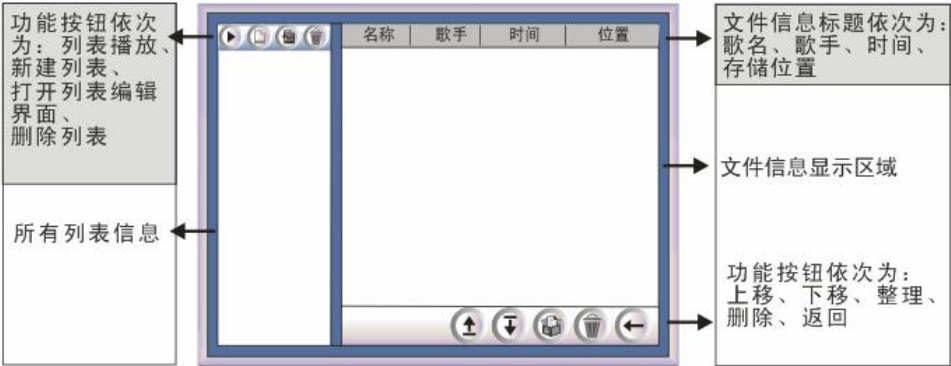 功能按钮依次
为：列表播放、
新建列表、
打开列表编辑
界面、
删除列表
所有列表信息
名称 歌手 时间 位置
文件信息标题依次为：
歌名、歌手、时间、
存储位置
文件信息显示区域
功能按钮依次为：
上移、下移、整理、
删除、返回